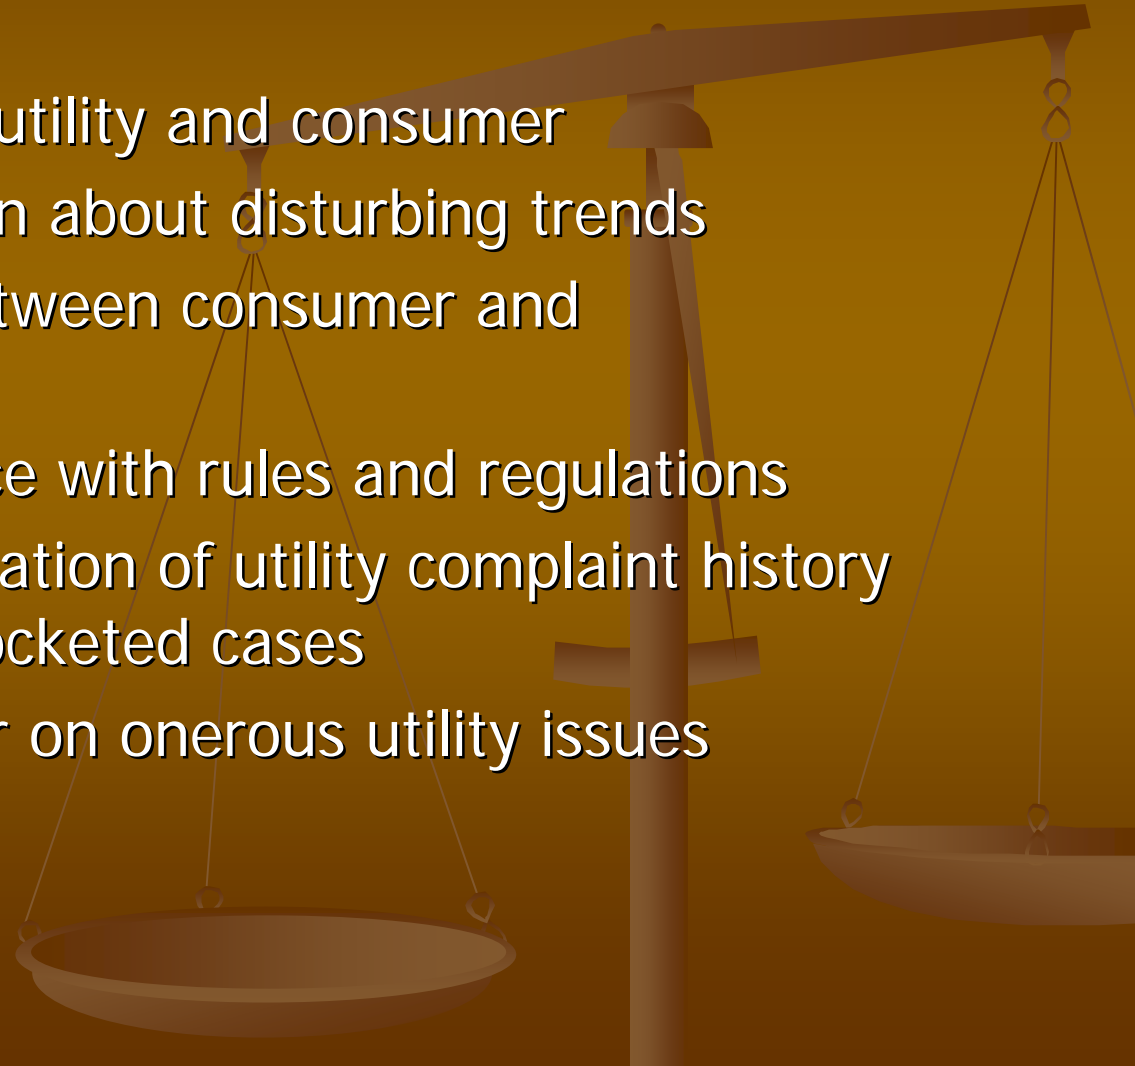 utility and consumer
n about disturbing trends
tween consumer and
ce with rules and regulations
ation of utility complaint history
ocketed cases
r on onerous utility issues